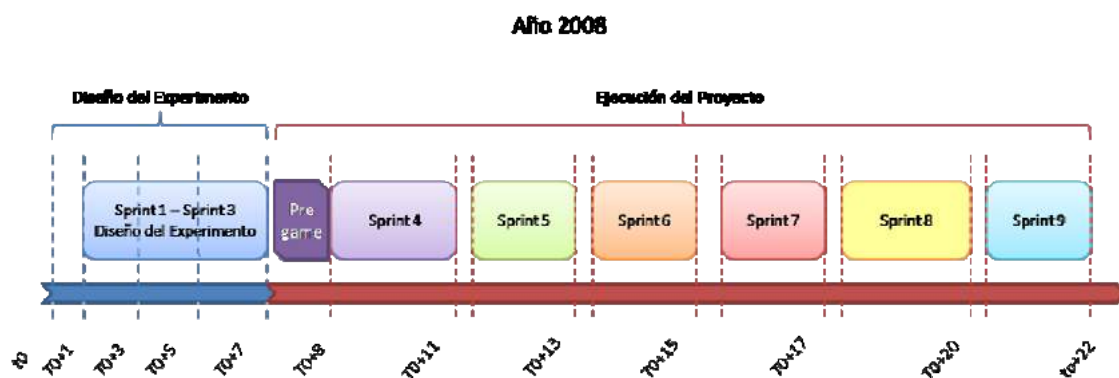 Año 2008
Diseño del Experimento
Ejecución del Proyecto
Sprint 1 – Sprint 3
Diseño del Experimento
Pre
game
Sprint 4
Sprint 5
Sprint 6
Sprint 7
Sprint 8
Sprint 9
t0
T0+1
T0+3
T0+5
T0+7
T0+8
T0+11
T0+13
T0+15
T0+17
T0+20
to+22